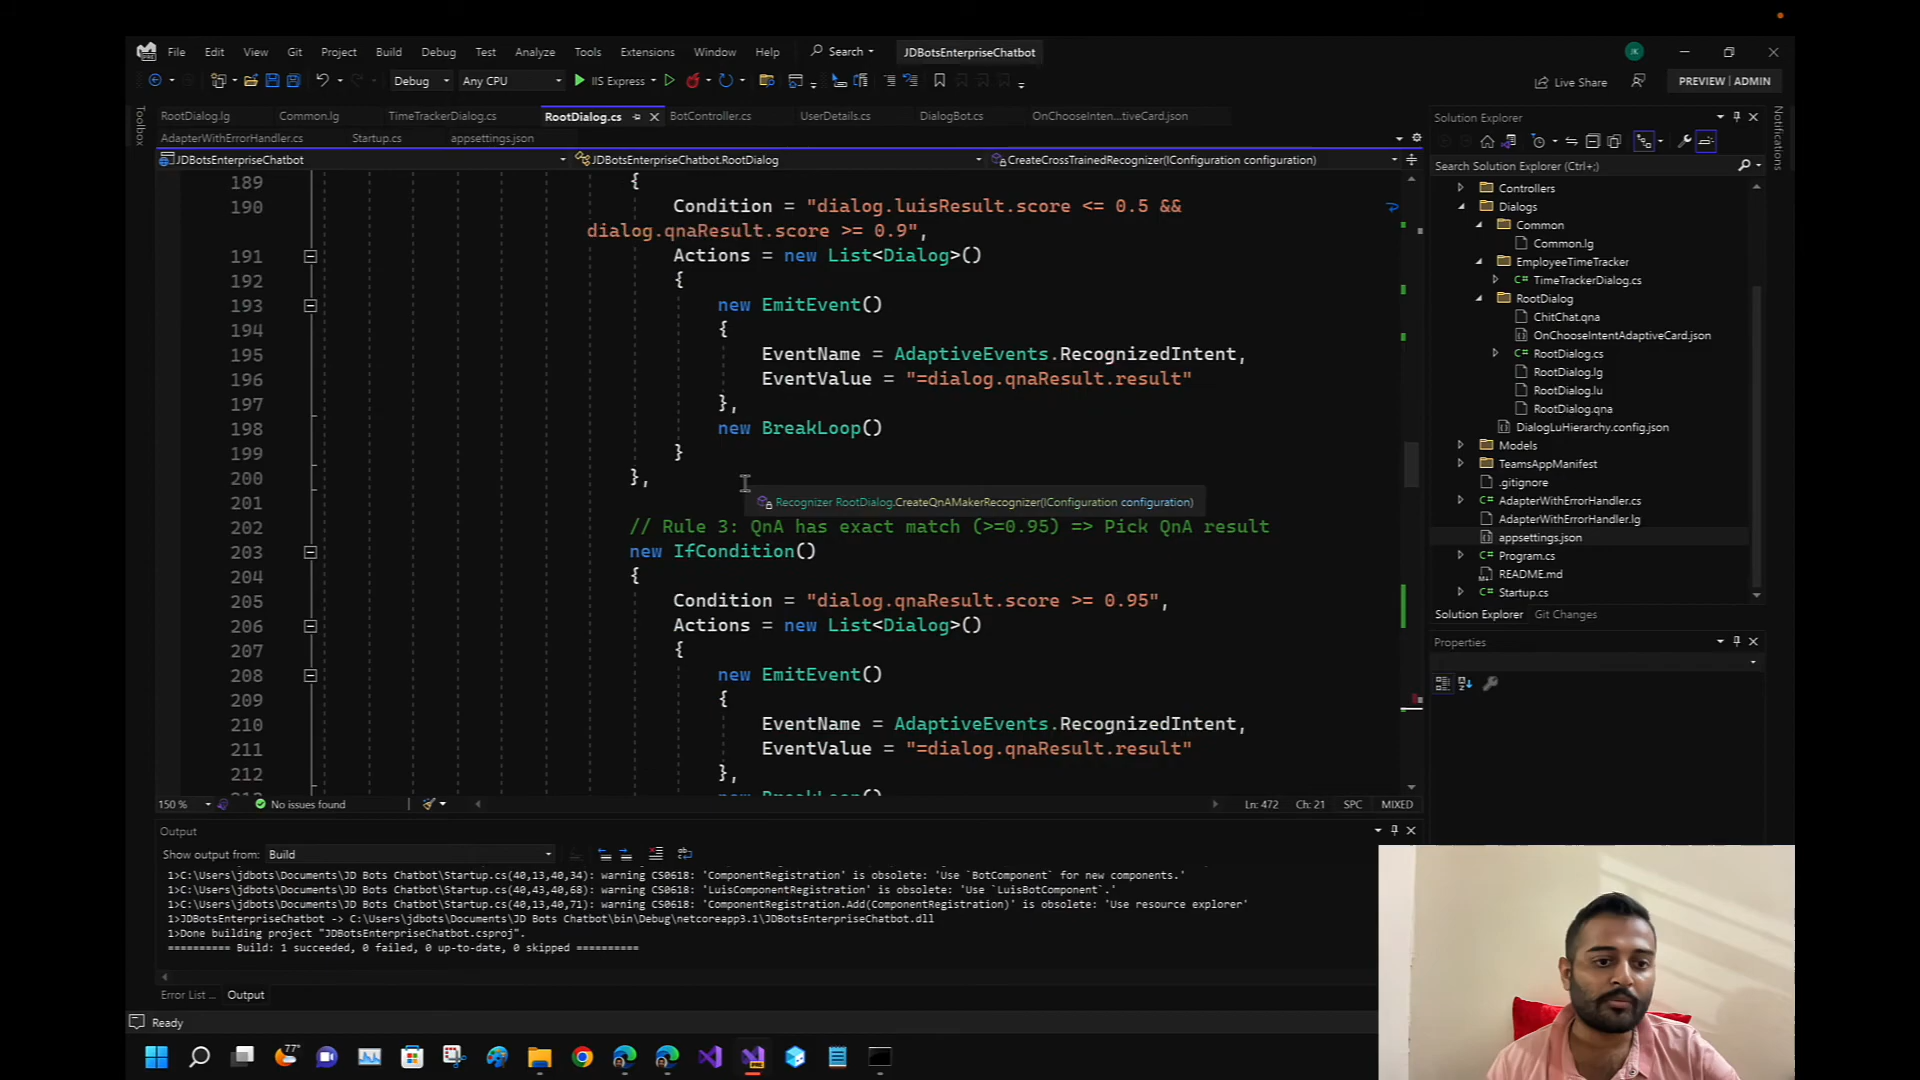 File Edit View Git Project Build Debug Test Analyze Tools Extensions Window Help Search JDBotsEnterpriseChatbot JK
Debug Any CPU IIS Express Live Share PREVIEW | ADMIN
Toolbox
RootDialog.lg Common.lg TimeTrackerDialog.cs RootDialog.cs BotController.cs UserDetails.cs DialogBot.cs OnChooseInten...tiveCard.json
AdapterWithErrorHandler.cs Startup.cs appsettings.json
JDBotsEnterpriseChatbot JDBotsEnterpriseChatbot.RootDialog CreateCrossTrainedRecognizer(IConfiguration configuration)
189 {
190 Condition = "dialog.luisResult.score <= 0.5 &&
dialog.qnaResult.score >= 0.9",
191 Actions = new List<Dialog>()
192 {
193 new EmitEvent()
194 {
195 EventName = AdaptiveEvents.RecognizedIntent,
196 EventValue = "=dialog.qnaResult.result"
197 },
198 new BreakLoop()
199 }
200 },
201
Recognizer RootDialog.CreateQnAMakerRecognizer(IConfiguration configuration)
202 // Rule 3: QnA has exact match (>=0.95) => Pick QnA result
203 new IfCondition()
204 {
205 Condition = "dialog.qnaResult.score >= 0.95",
206 Actions = new List<Dialog>()
207 {
208 new EmitEvent()
209 {
210 EventName = AdaptiveEvents.RecognizedIntent,
211 EventValue = "=dialog.qnaResult.result"
212 },
new BreakLoop()
150 % No issues found Ln: 472 Ch: 21 SPC MIXED
Output
Show output from: Build
1>C:\Users\jdbots\Documents\JD Bots Chatbot\Startup.cs(40,13,40,34): warning CS0618: 'ComponentRegistration' is obsolete: 'Use `BotComponent` for new components.'
1>C:\Users\jdbots\Documents\JD Bots Chatbot\Startup.cs(40,43,40,68): warning CS0618: 'LuisComponentRegistration' is obsolete: 'Use `LuisBotComponent`.'
1>C:\Users\jdbots\Documents\JD Bots Chatbot\Startup.cs(40,13,40,71): warning CS0618: 'ComponentRegistration.Add(ComponentRegistration)' is obsolete: 'Use resource explorer'
1>JDBotsEnterpriseChatbot -> C:\Users\jdbots\Documents\JD Bots Chatbot\bin\Debug\netcoreapp3.1\JDBotsEnterpriseChatbot.dll
1>Done building project "JDBotsEnterpriseChatbot.csproj".
========== Build: 1 succeeded, 0 failed, 0 up-to-date, 0 skipped ==========
Error List ... Output
Ready
77°
Solution Explorer
Search Solution Explorer (Ctrl+;)
Controllers
Dialogs
Common
Common.lg
EmployeeTimeTracker
TimeTrackerDialog.cs
RootDialog
ChitChat.qna
OnChooseIntentAdaptiveCard.json
RootDialog.cs
RootDialog.lg
RootDialog.lu
RootDialog.qna
DialogLuHierarchy.config.json
Models
TeamsAppManifest
.gitignore
AdapterWithErrorHandler.cs
AdapterWithErrorHandler.lg
appsettings.json
Program.cs
README.md
Startup.cs
Solution Explorer Git Changes
Properties
Notifications